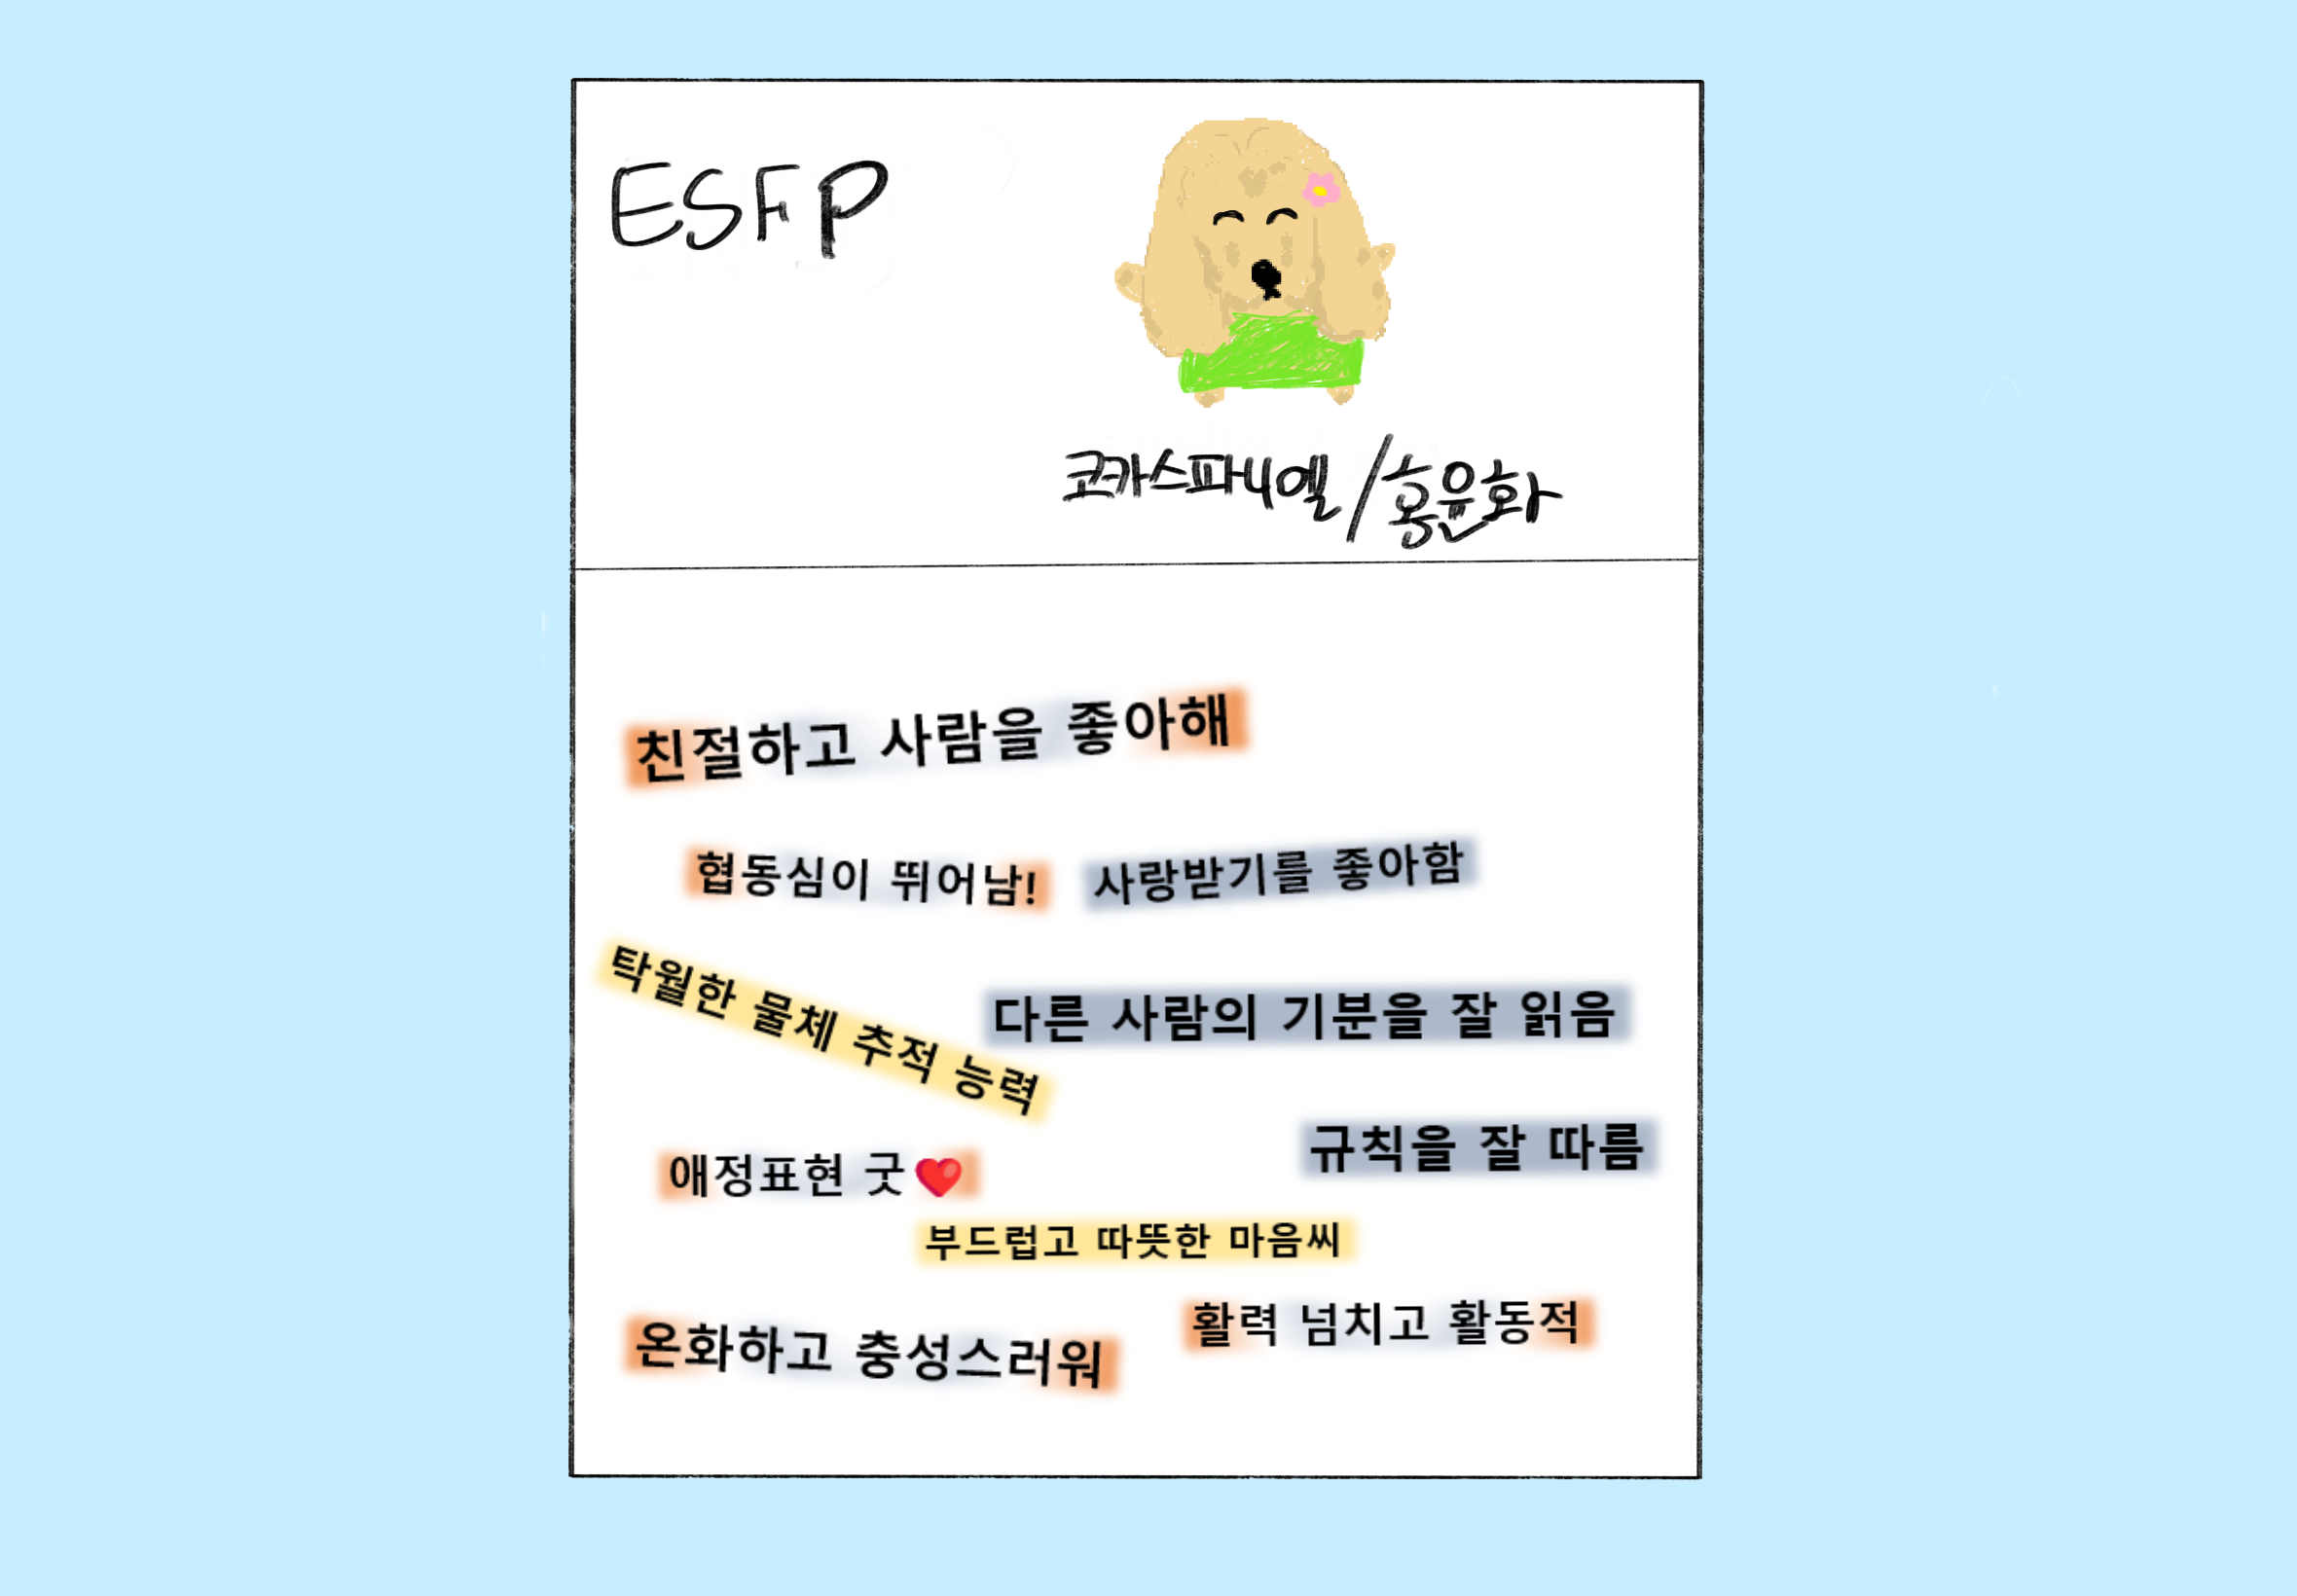 ESFP
코카스파니엘/홍윤화
친절하고 사람을 좋아해
협동심이 뛰어남!
사랑받기를 좋아함
탁월한 물체 추적 능력
다른 사람의 기분을 잘 읽음
규칙을 잘 따름
애정표현 굿❤️
부드럽고 따뜻한 마음씨
활력 넘치고 활동적
온화하고 충성스러워